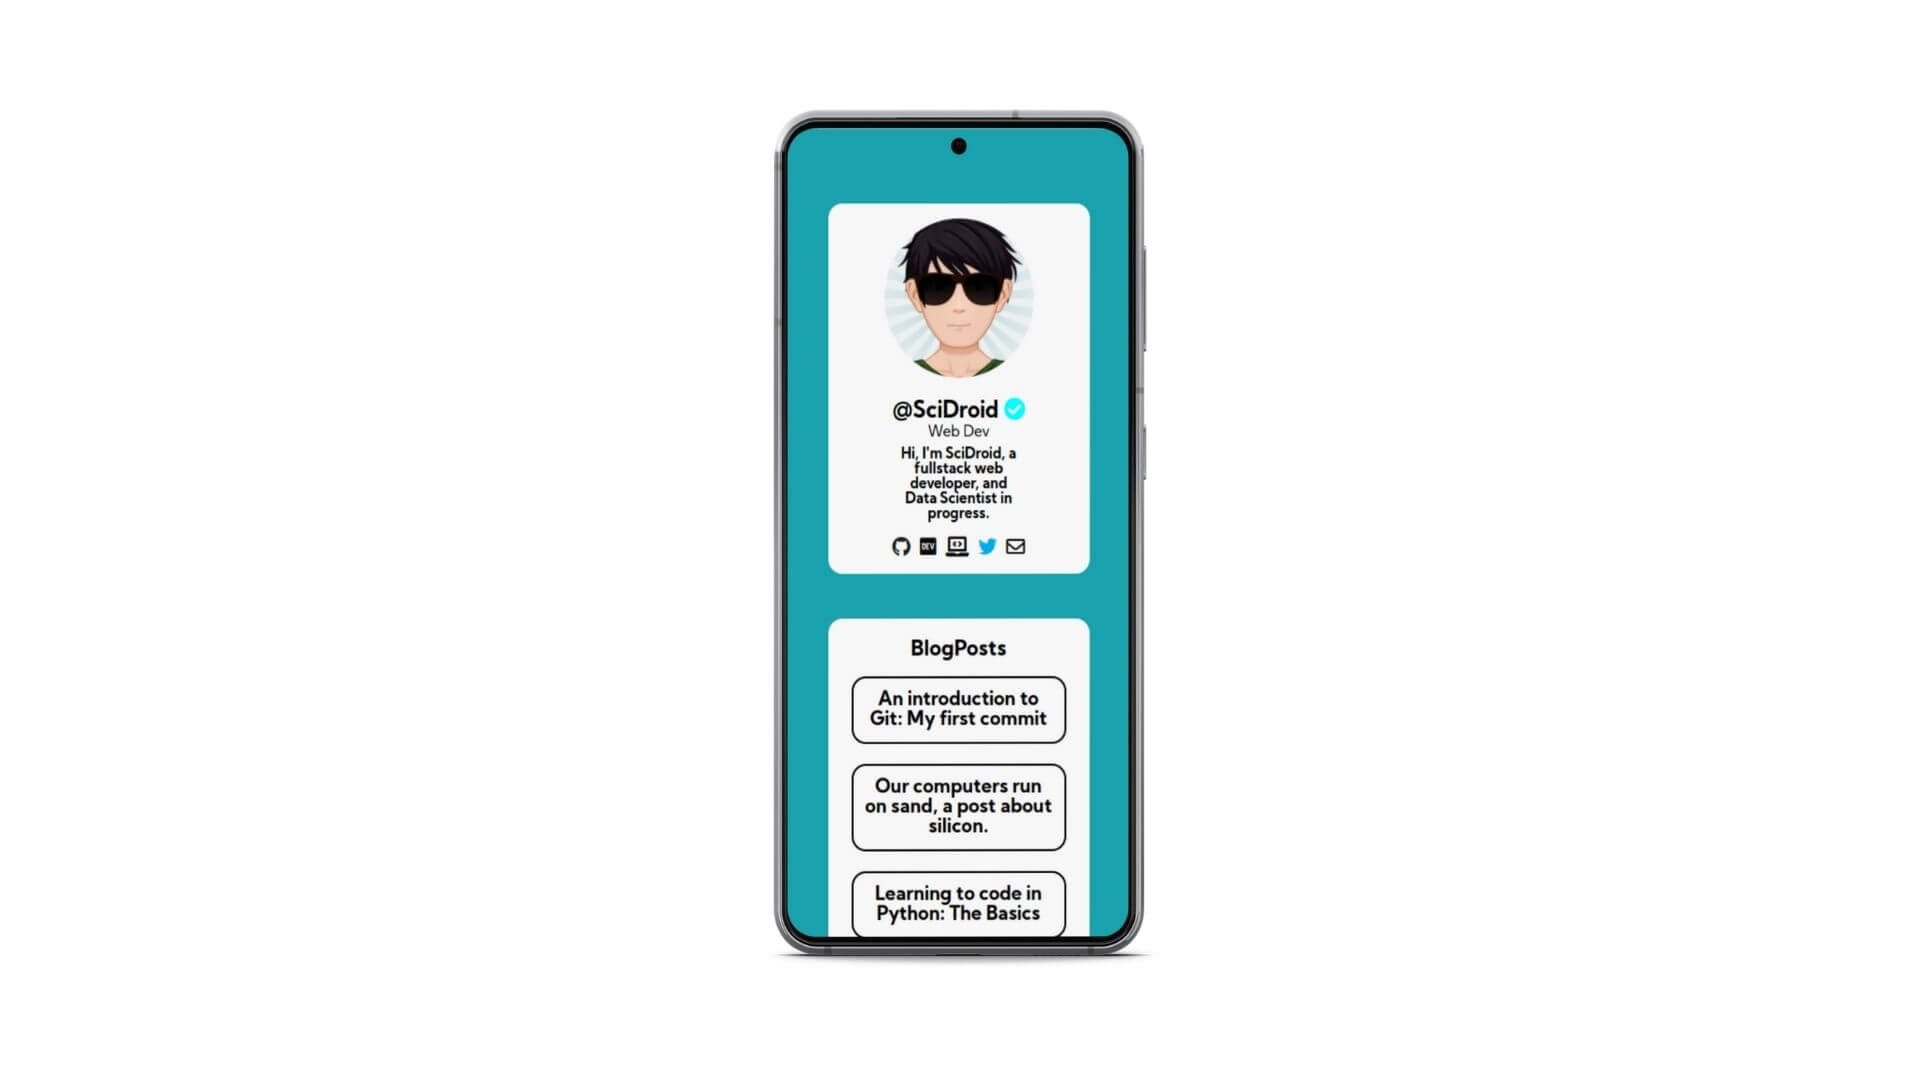 @SciDroid
Web Dev
Hi, I'm SciDroid, a
fullstack web
developer, and
Data Scientist in
progress.
DEV
BlogPosts
An introduction to
Git: My first commit
Our computers run
on sand, a post about
silicon.
Learning to code in
Python: The Basics